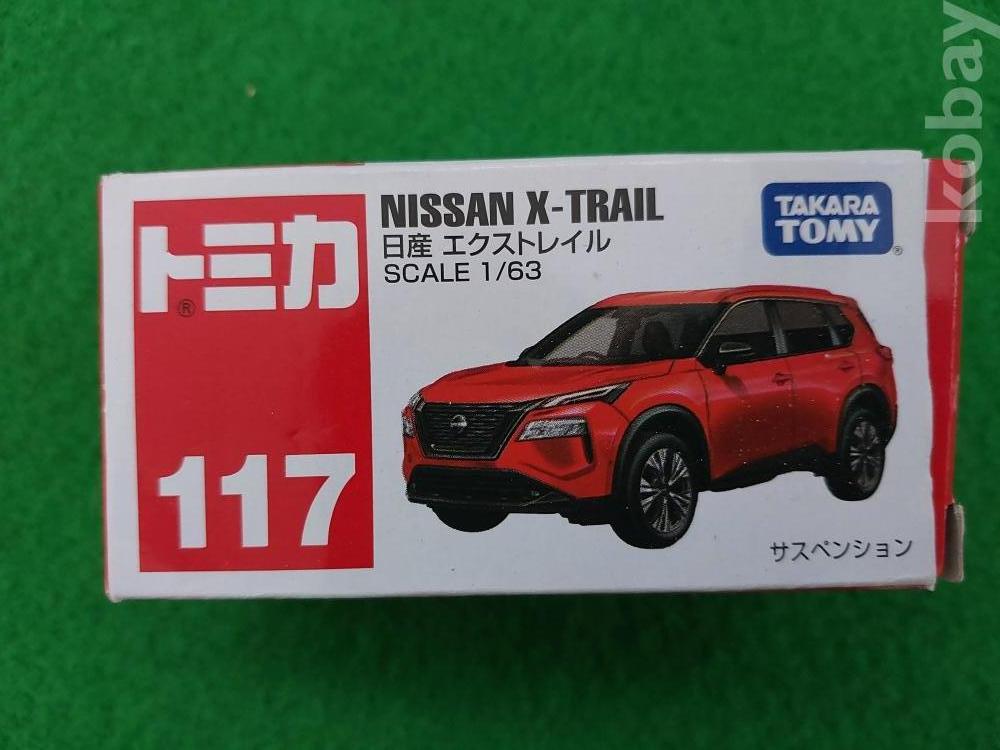 トミカ®
117
NISSAN X-TRAIL
日産 エクストレイル
SCALE 1/63
TAKARA
TOMY®
サスペンション
kobay